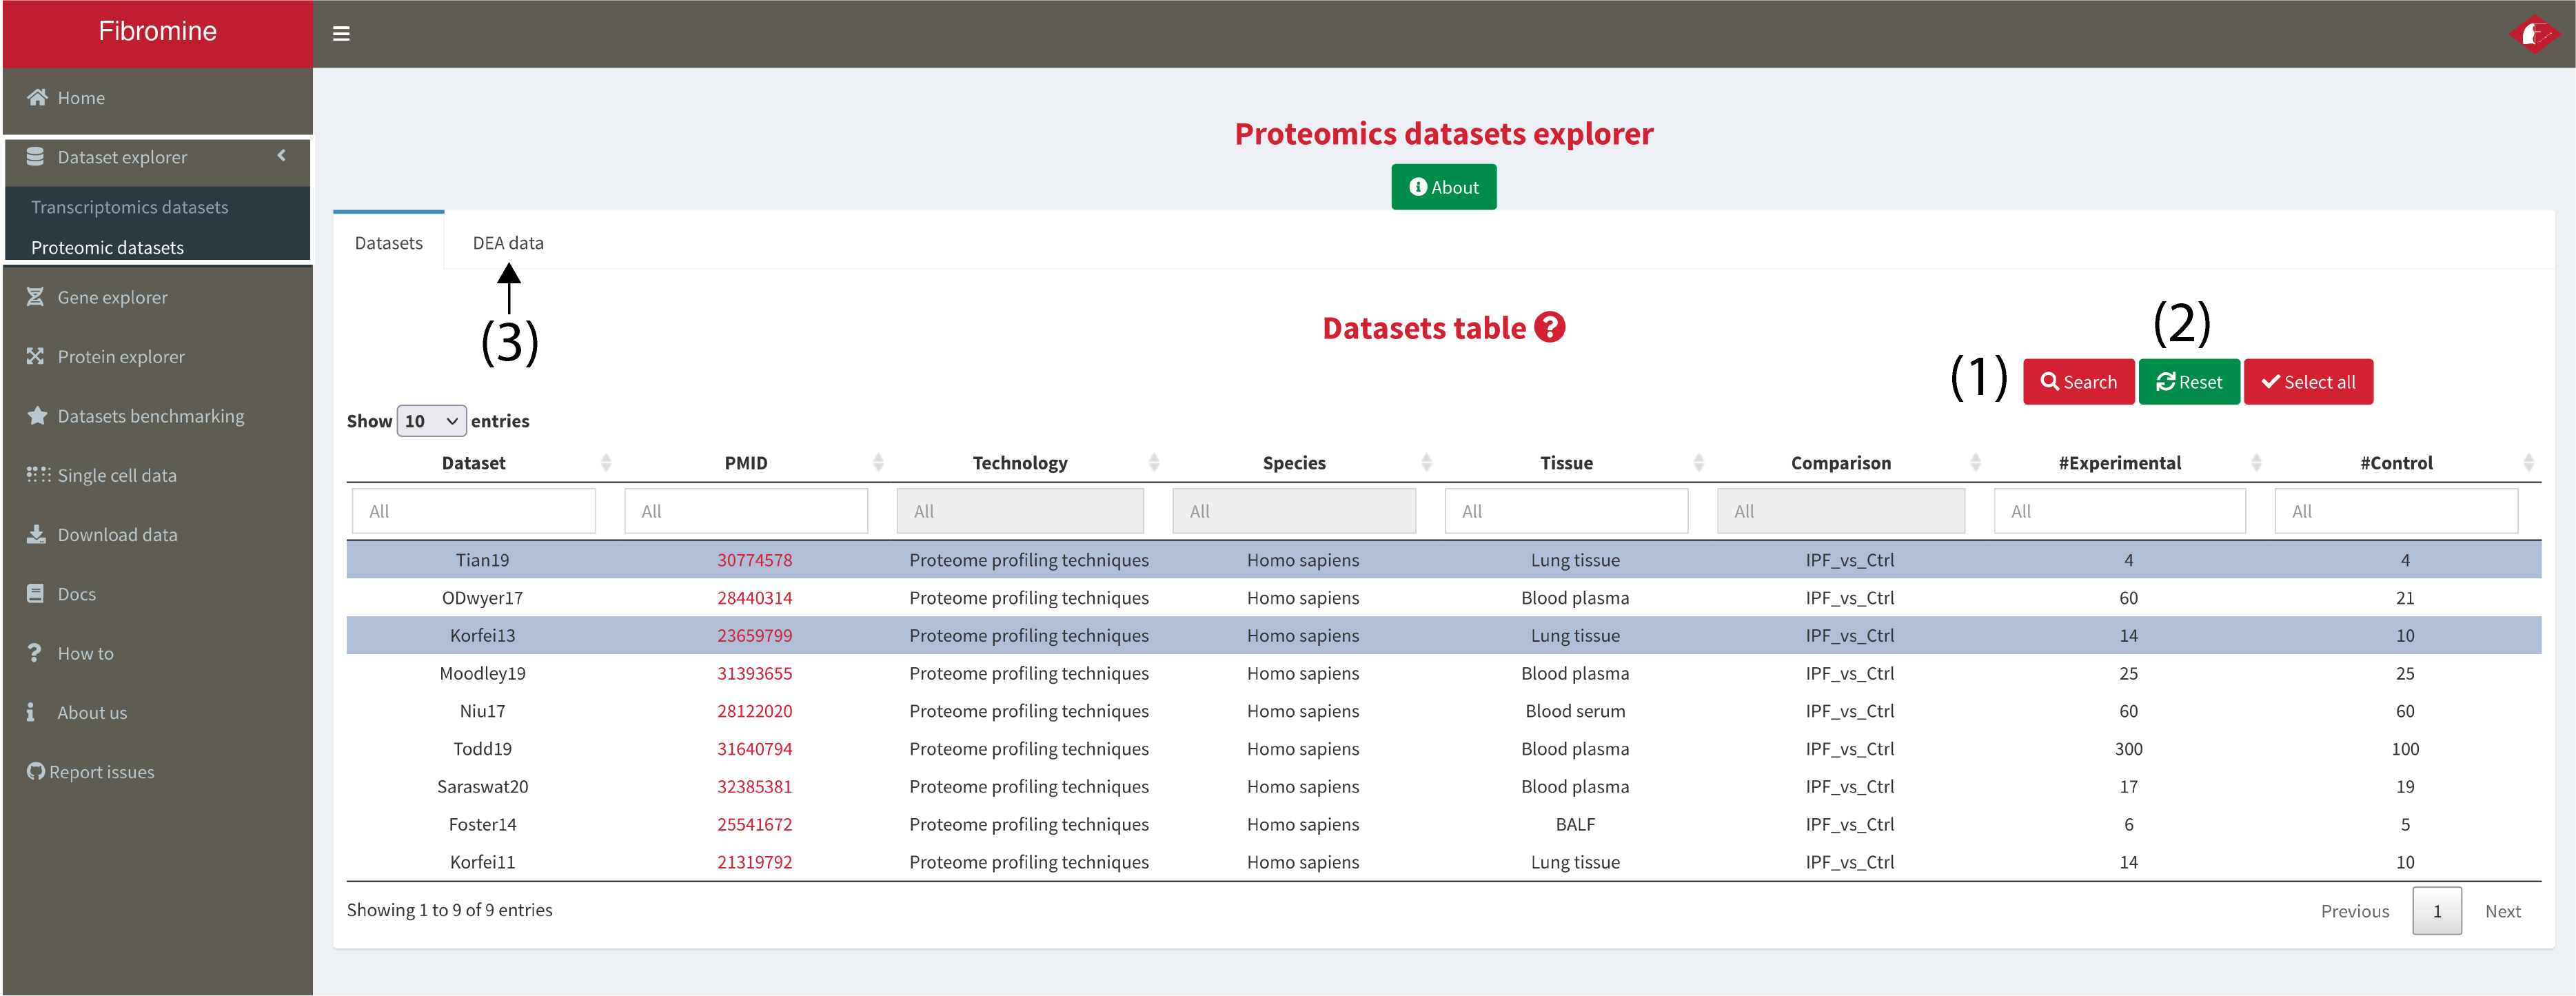 Fibromine
Home
Dataset explorer
Transcriptomics datasets
Proteomic datasets
Gene explorer
Protein explorer
Datasets benchmarking
Single cell data
Download data
Docs
How to
About us
Report issues
Proteomics datasets explorer
About
Datasets DEA data
(3)
Datasets table
(2)
(1) Search Reset Select all
Show 10 entries
Dataset PMID Technology Species Tissue Comparison #Experimental #Control
All All All All All All All All
Tian19 30774578 Proteome profiling techniques Homo sapiens Lung tissue IPF_vs_Ctrl 4 4
ODwyer17 28440314 Proteome profiling techniques Homo sapiens Blood plasma IPF_vs_Ctrl 60 21
Korfei13 23659799 Proteome profiling techniques Homo sapiens Lung tissue IPF_vs_Ctrl 14 10
Moodley19 31393655 Proteome profiling techniques Homo sapiens Blood plasma IPF_vs_Ctrl 25 25
Niu17 28122020 Proteome profiling techniques Homo sapiens Blood serum IPF_vs_Ctrl 60 60
Todd19 31640794 Proteome profiling techniques Homo sapiens Blood plasma IPF_vs_Ctrl 300 100
Saraswat20 32385381 Proteome profiling techniques Homo sapiens Blood plasma IPF_vs_Ctrl 17 19
Foster14 25541672 Proteome profiling techniques Homo sapiens BALF IPF_vs_Ctrl 6 5
Korfei11 21319792 Proteome profiling techniques Homo sapiens Lung tissue IPF_vs_Ctrl 14 10
Showing 1 to 9 of 9 entries
Previous 1 Next